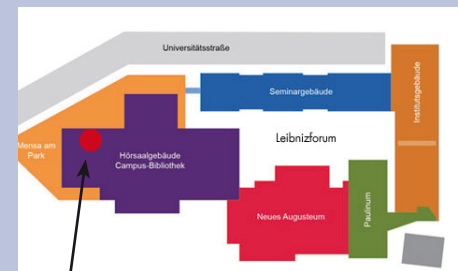 Universitätsstraße
Seminargebäude
Institutsgebäude
Leibnizforum
Mensa am
Park
Hörsaalgebäude
Campus-Bibliothek
Neues Augusteum
Paulinum